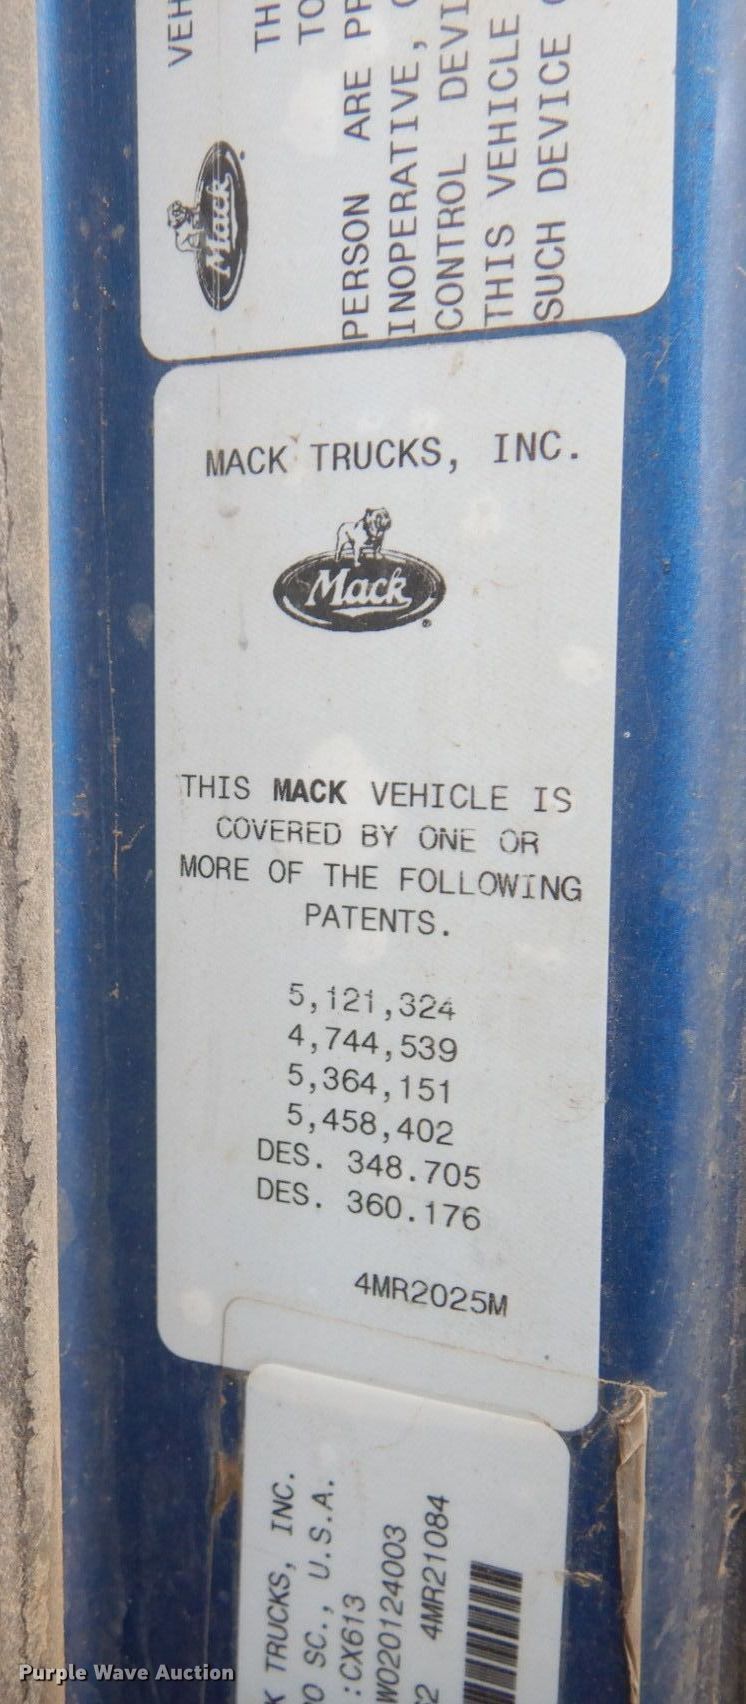 VEH
TH
TO
PERSON ARE PR
INOPERATIVE,
CONTROL DEVI
THIS VEHICLE
SUCH DEVICE
Mack
MACK TRUCKS, INC.
Mack
THIS MACK VEHICLE IS
COVERED BY ONE OR
MORE OF THE FOLLOWING
PATENTS.
5,121,324
4,744,539
5,364,151
5,458,402
DES. 348.705
DES. 360.176
4MR2025M
K TRUCKS, INC.
O SC., U.S.A.
:CX613
W020124003
4MR21084
Purple Wave Auction